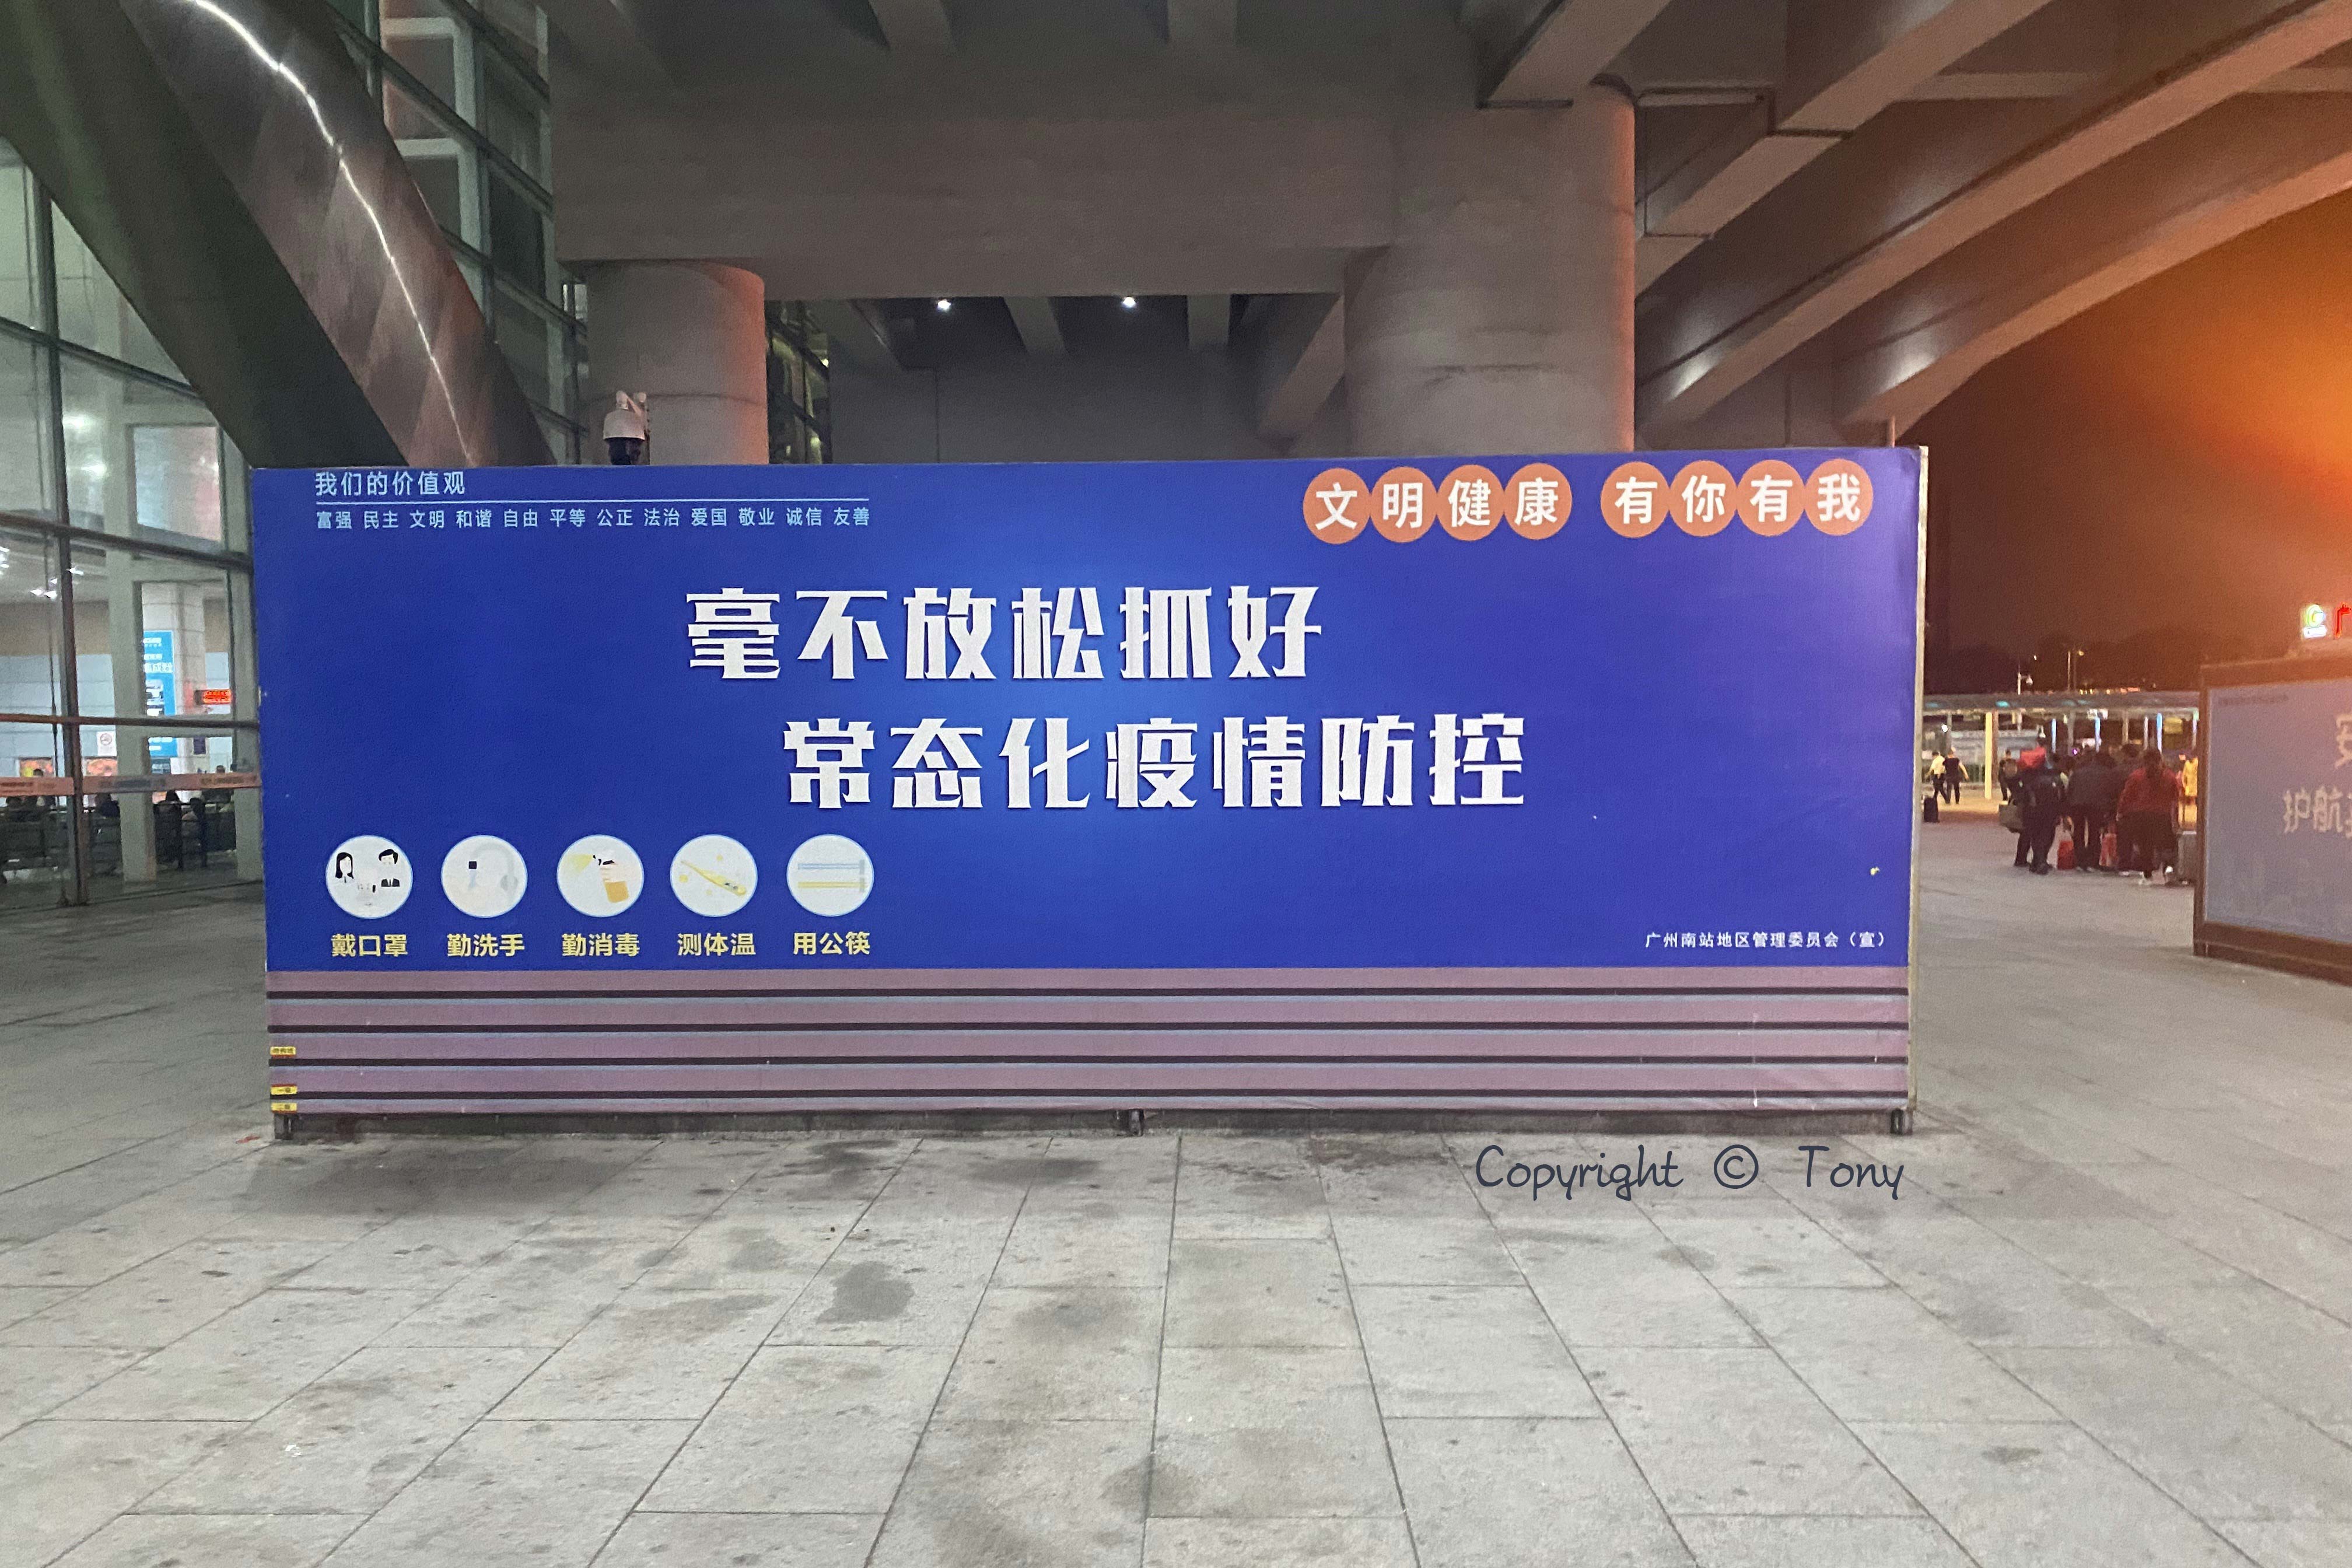 我们的价值观
富强 民主 文明 和谐 自由 平等 公正 法治 爱国 敬业 诚信 友善
文明健康 有你有我
毫不放松抓好
常态化疫情防控
戴口罩 勤洗手 勤消毒 测体温 用公筷
广州南站地区管理委员会（宣）
护航
Copyright © Tony